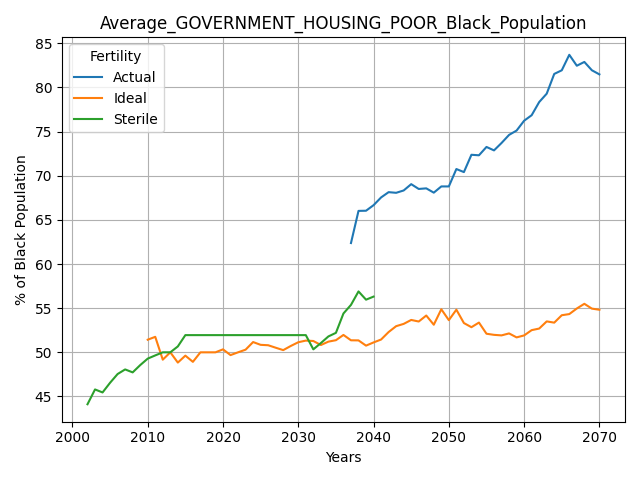 Average_GOVERNMENT_HOUSING_POOR_Black_Population
Fertility
Actual
Ideal
Sterile
% of Black Population
85
80
75
70
65
60
55
50
45
2000
2010
2020
2030
2040
2050
2060
2070
Years